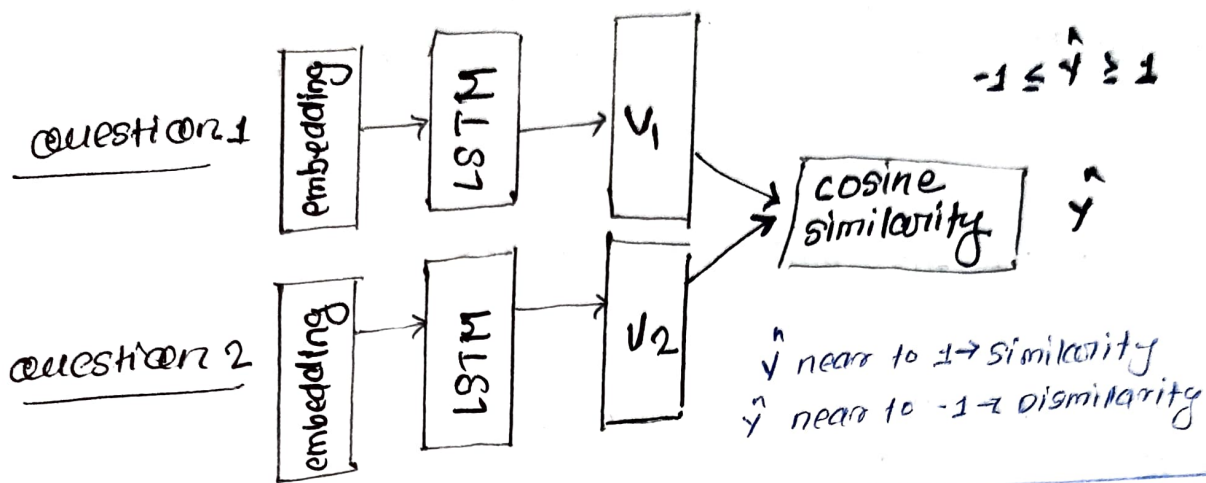 question1
embedding
LSTM
V1
-1 ≤ ŷ ≥ 1
cosine
similarity
ŷ
question 2
embedding
LSTM
V2
ŷ near to 1→ similarity
ŷ near to -1→ Dismilarity